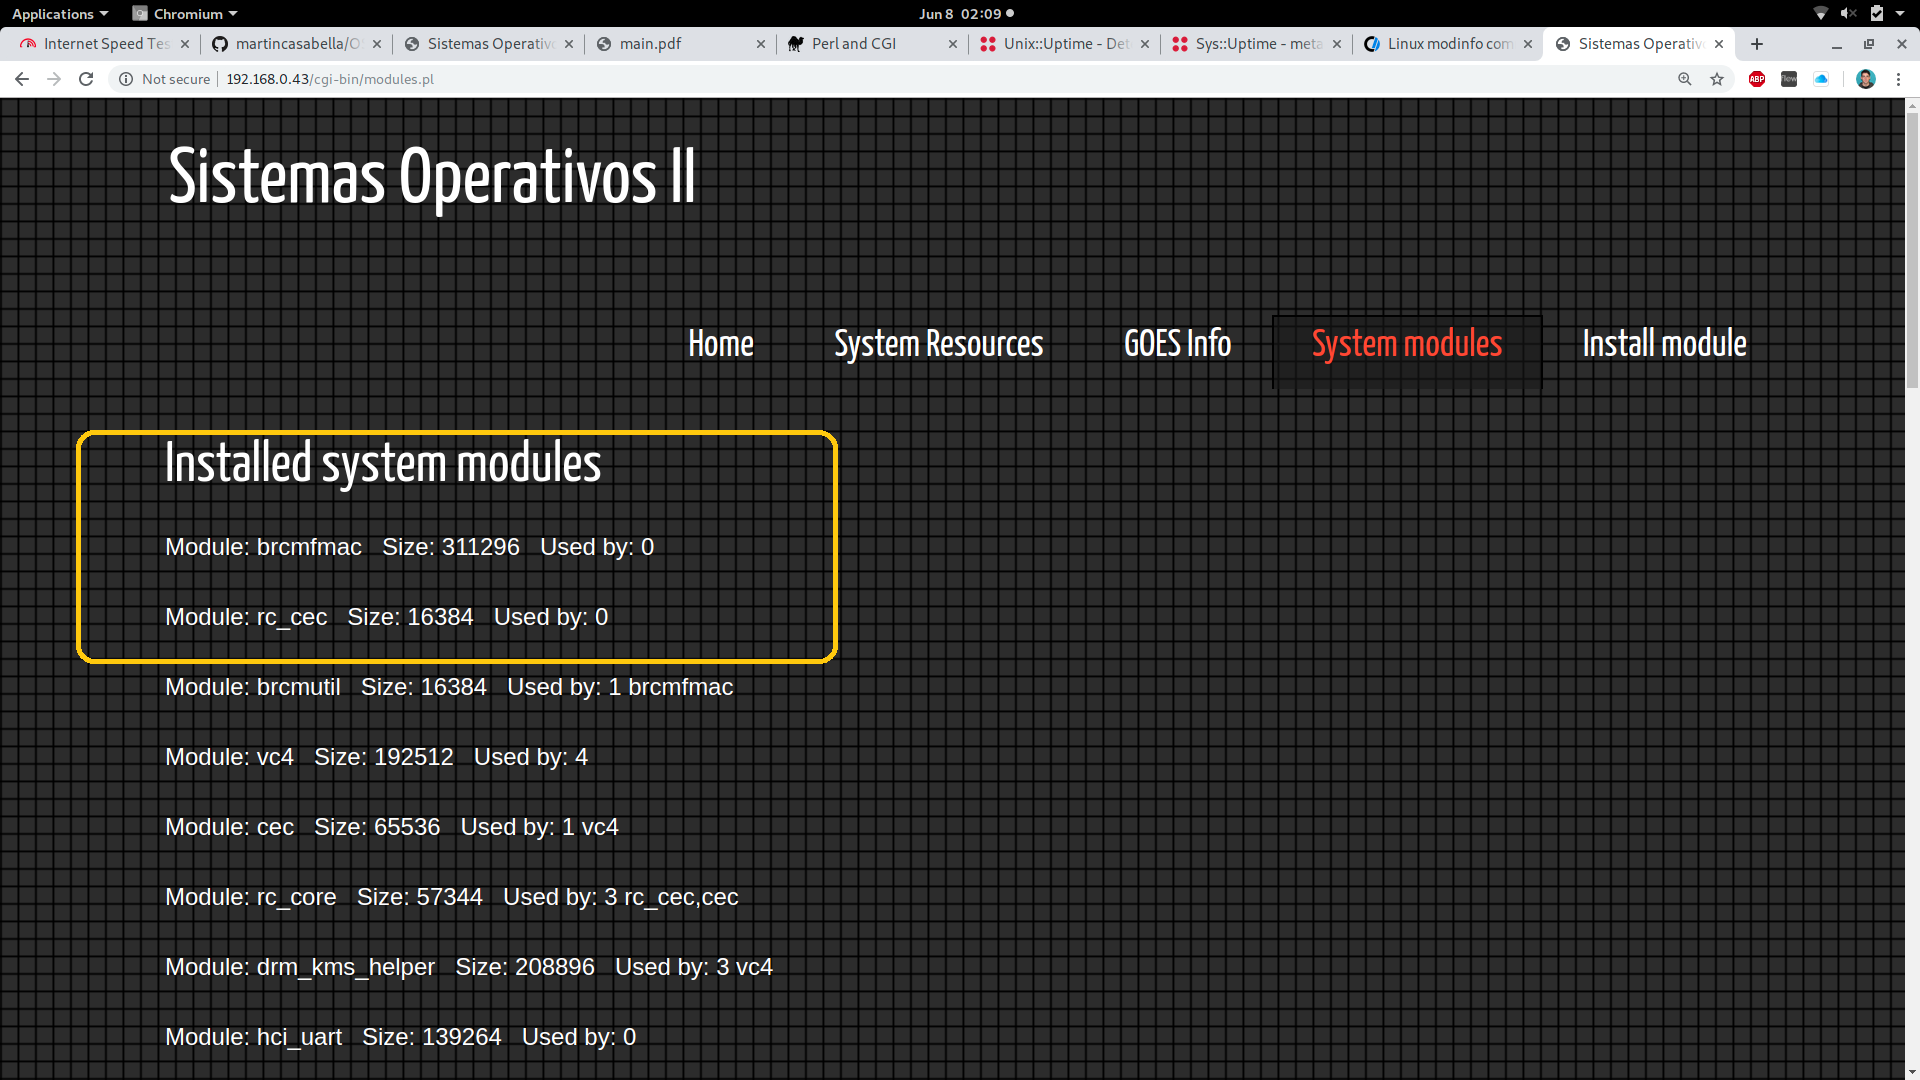 Applications Chromium Jun 8 02:09
Internet Speed Tes martincasabella/O Sistemas Operativo main.pdf Perl and CGI Unix::Uptime - Det Sys::Uptime - meta Linux modinfo com Sistemas Operativ
Not secure 192.168.0.43/cgi-bin/modules.pl ABP flow
Sistemas Operativos II
Home System Resources GOES Info System modules Install module
Installed system modules
Module: brcmfmac Size: 311296 Used by: 0
Module: rc_cec Size: 16384 Used by: 0
Module: brcmutil Size: 16384 Used by: 1 brcmfmac
Module: vc4 Size: 192512 Used by: 4
Module: cec Size: 65536 Used by: 1 vc4
Module: rc_core Size: 57344 Used by: 3 rc_cec,cec
Module: drm_kms_helper Size: 208896 Used by: 3 vc4
Module: hci_uart Size: 139264 Used by: 0